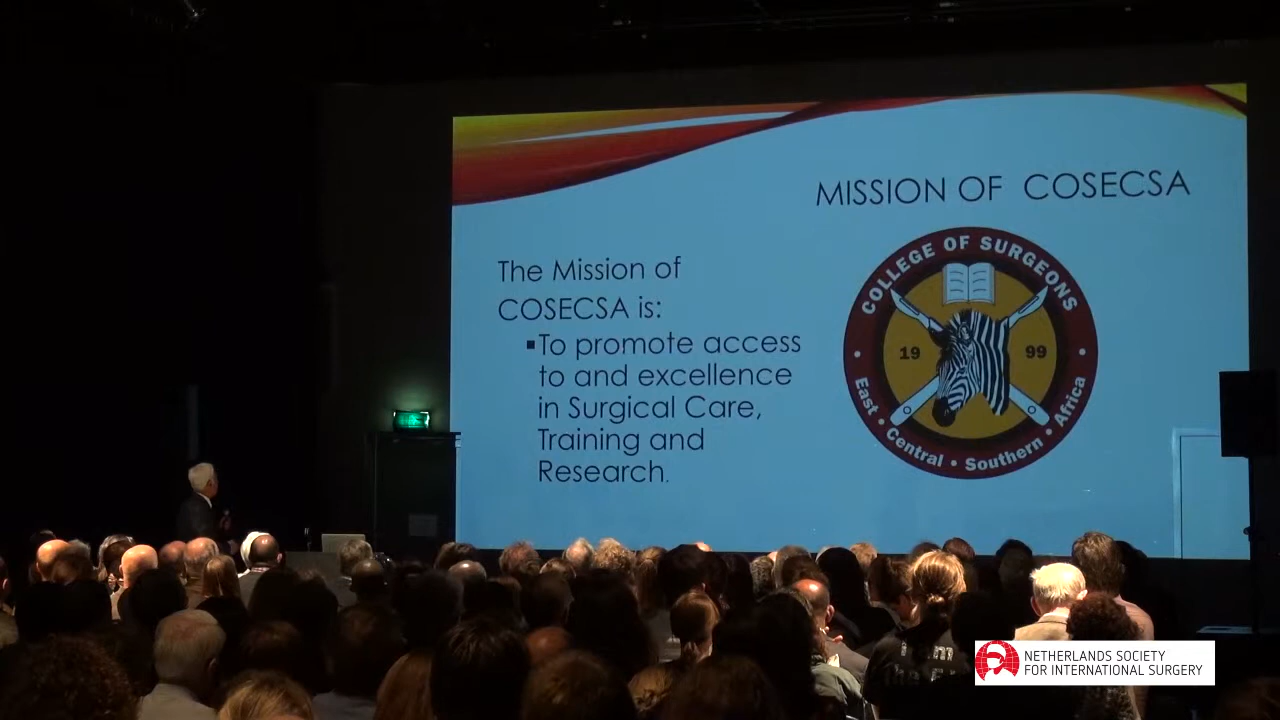 MISSION OF COSECSA
The Mission of
COSECSA is:
▪To promote access
to and excellence
in Surgical Care,
Training and
Research.
COLLEGE OF SURGEONS
19 99
East • Central • Southern • Africa
NETHERLANDS SOCIETY
FOR INTERNATIONAL SURGERY